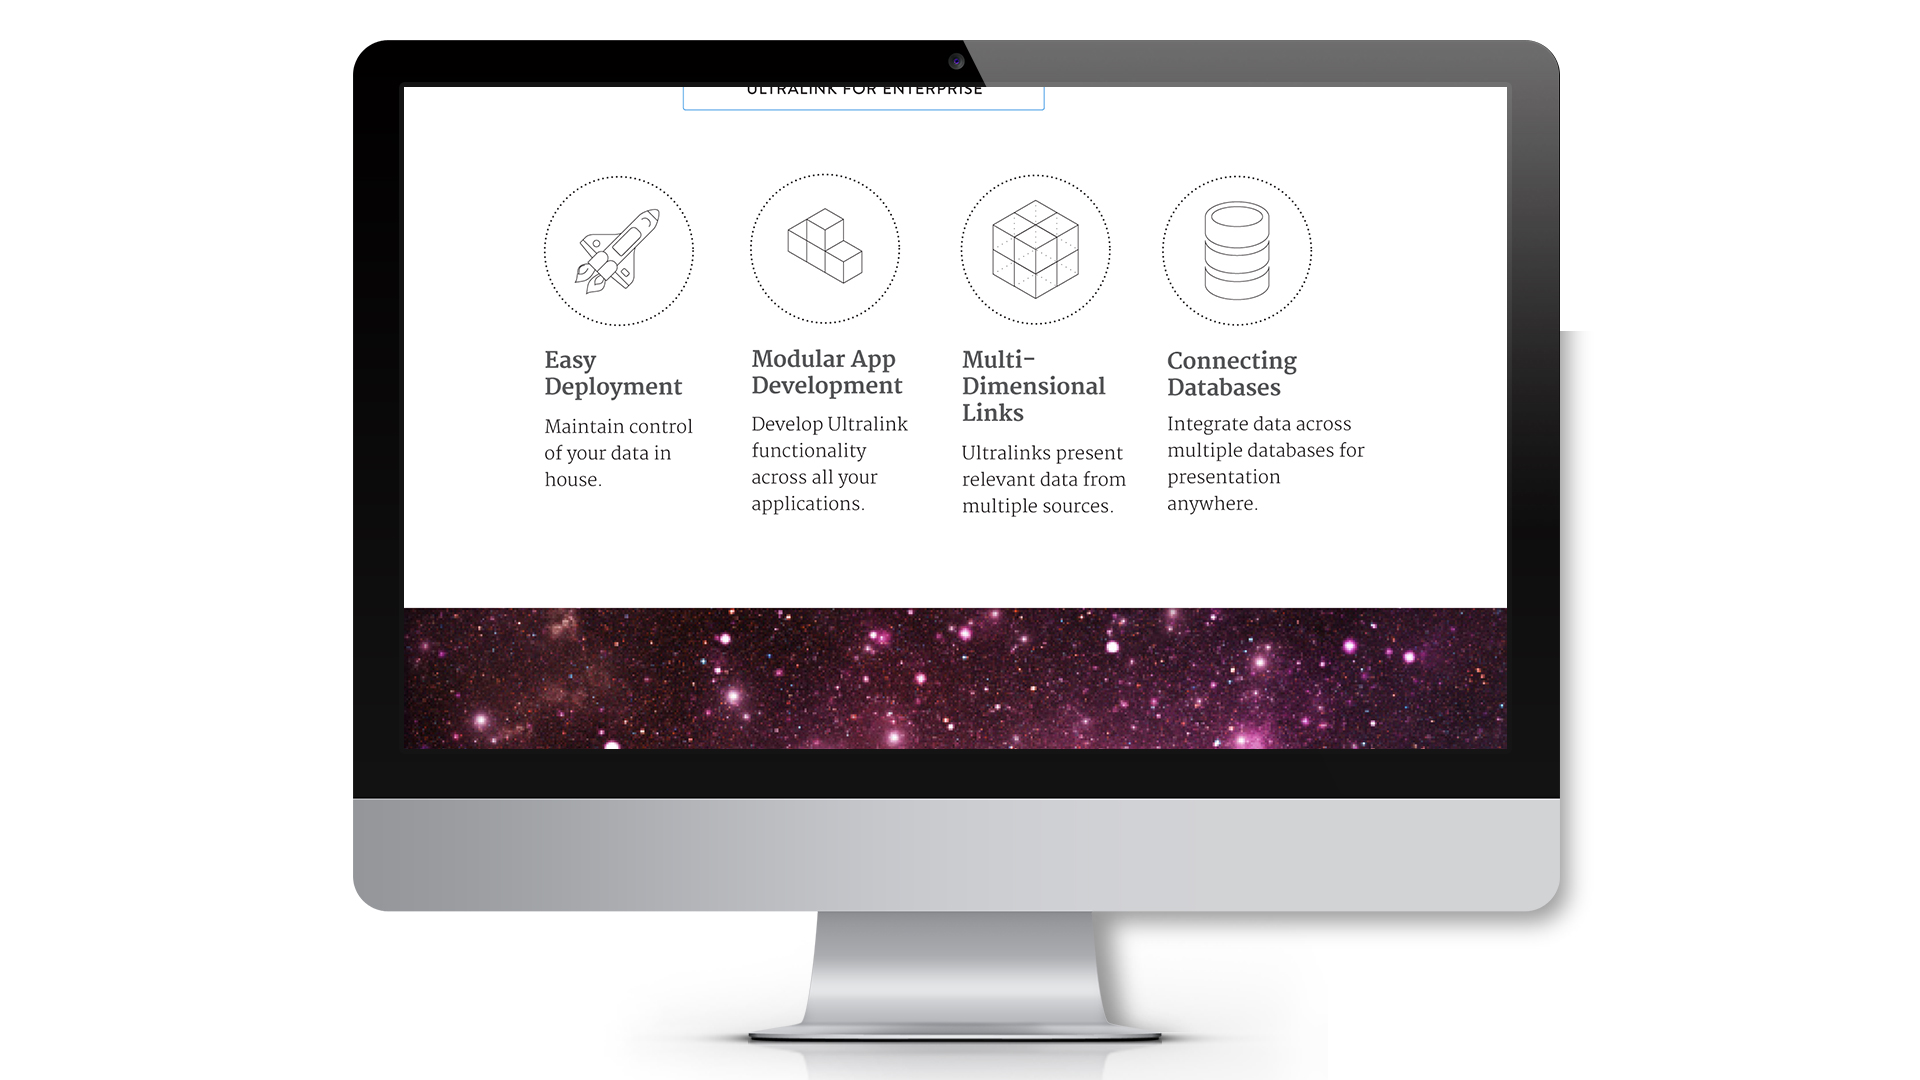 ULTRALINK FOR ENTERPRISE
Easy
Deployment
Maintain control
of your data in
house.
Modular App
Development
Develop Ultralink
functionality
across all your
applications.
Multi-
Dimensional
Links
Ultralinks present
relevant data from
multiple sources.
Connecting
Databases
Integrate data across
multiple databases for
presentation
anywhere.